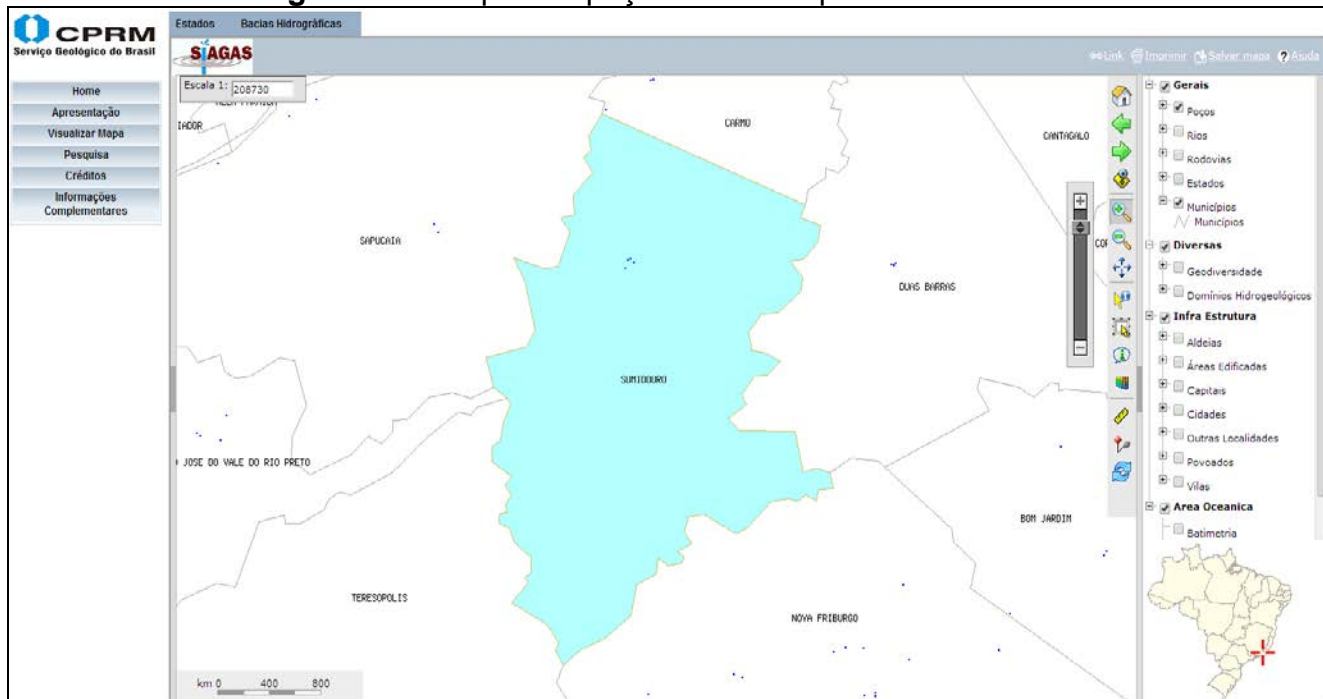 CPRM
Serviço Geológico do Brasil
Home
Apresentação
Visualizar Mapa
Pesquisa
Créditos
Informações
Complementares
Estados Bacias Hidrográficas
SIAGAS
Link Imprimir Salvar mapa Ajuda
Escala 1: 208730
CARMO
CANTAGALO
SAPUCAIA
DUAS BARRAS
SUMIDOURO
JOSE DO VALE DO RIO PRETO
BOM JARDIM
TERESOPOLIS
NOVA FRIBURGO
km 0 400 800
Gerais
Poços
Rios
Rodovias
Estados
Municípios
Municípios
Diversas
Geodiversidade
Domínios Hidrogeológicos
Infra Estrutura
Aldeias
Áreas Edificadas
Capitais
Cidades
Outras Localidades
Povoados
Vilas
Area Oceanica
Batimetria